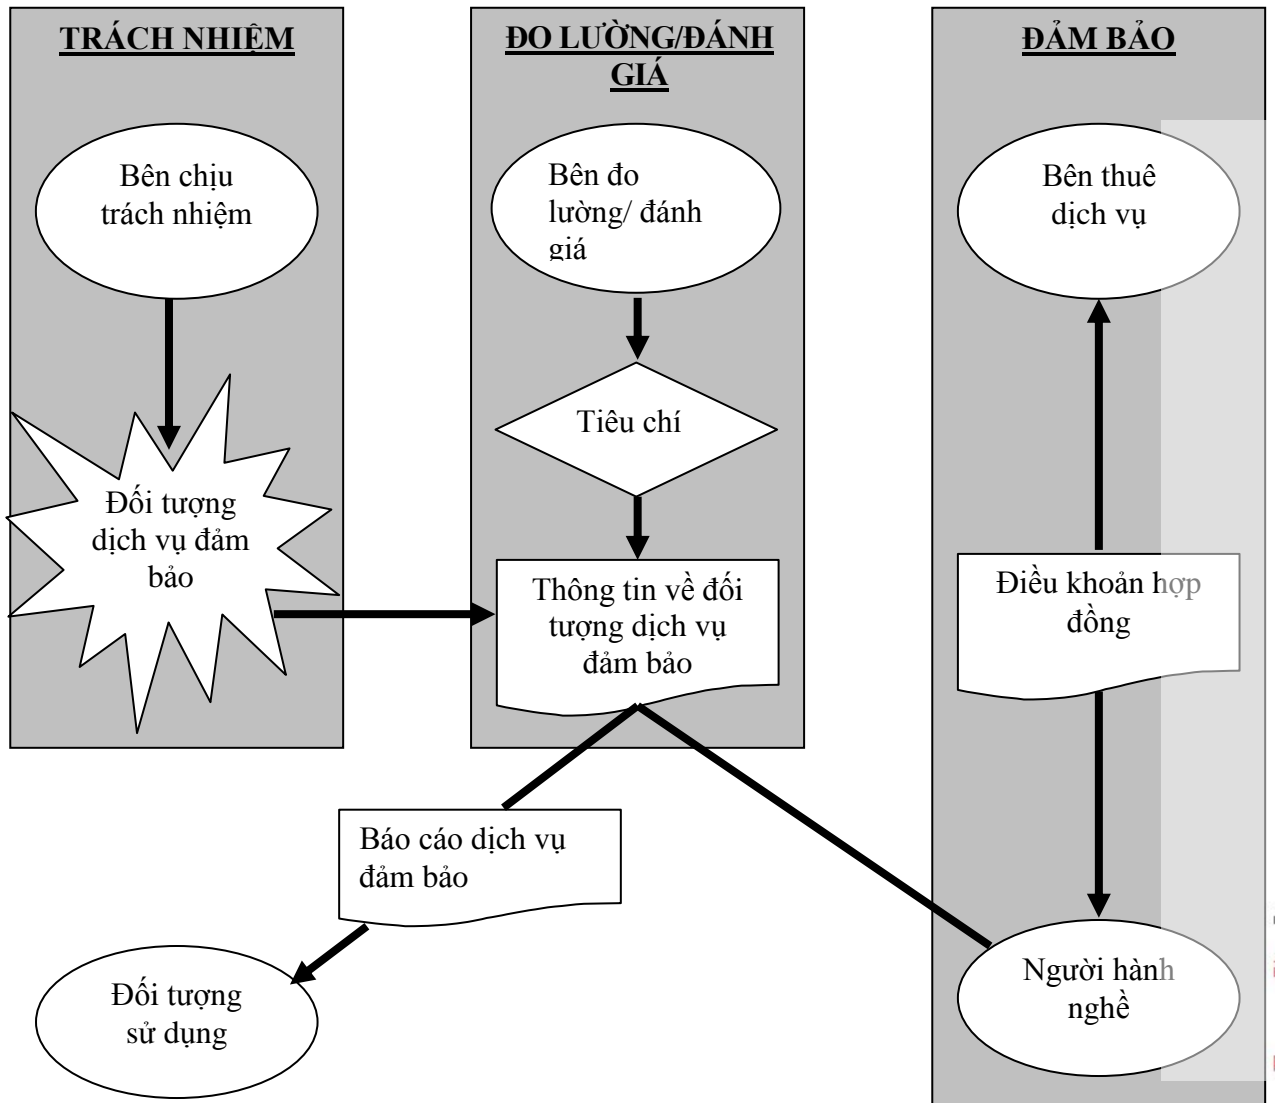 TRÁCH NHIỆM
Bên chịu
trách nhiệm
Đối tượng
dịch vụ đảm
bảo
ĐO LƯỜNG/ĐÁNH
GIÁ
Bên đo
lường/ đánh
giá
Tiêu chí
Thông tin về đối
tượng dịch vụ
đảm bảo
ĐẢM BẢO
Bên thuê
dịch vụ
Điều khoản hợp
đồng
Người hành
nghề
Báo cáo dịch vụ
đảm bảo
Đối tượng
sử dụng